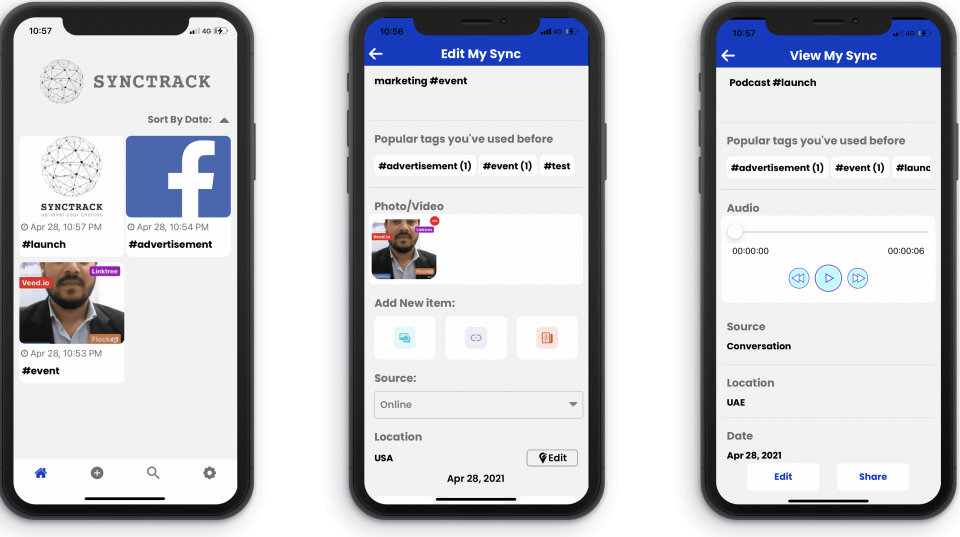 10:57
4G
SYNCTRACK
Sort By Date:
SYNCTRACK
up-level your choices
Apr 28, 10:57 PM
#launch
Apr 28, 10:54 PM
#advertisement
Linktree
Veed.io
Apr 28, 10:53 PM
#event
10:56
4G
Edit My Sync
marketing #event
Popular tags you've used before
#advertisement (1) #event (1) #test
Photo/Video
Linktree
Veed.io
Add New item:
Source:
Online
Location
USA
Edit
Apr 28, 2021
10:57
4G
View My Sync
Podcast #launch
Popular tags you've used before
#advertisement (1) #event (1) #launc
Audio
00:00:00 00:00:06
Source
Conversation
Location
UAE
Date
Apr 28, 2021
Edit Share